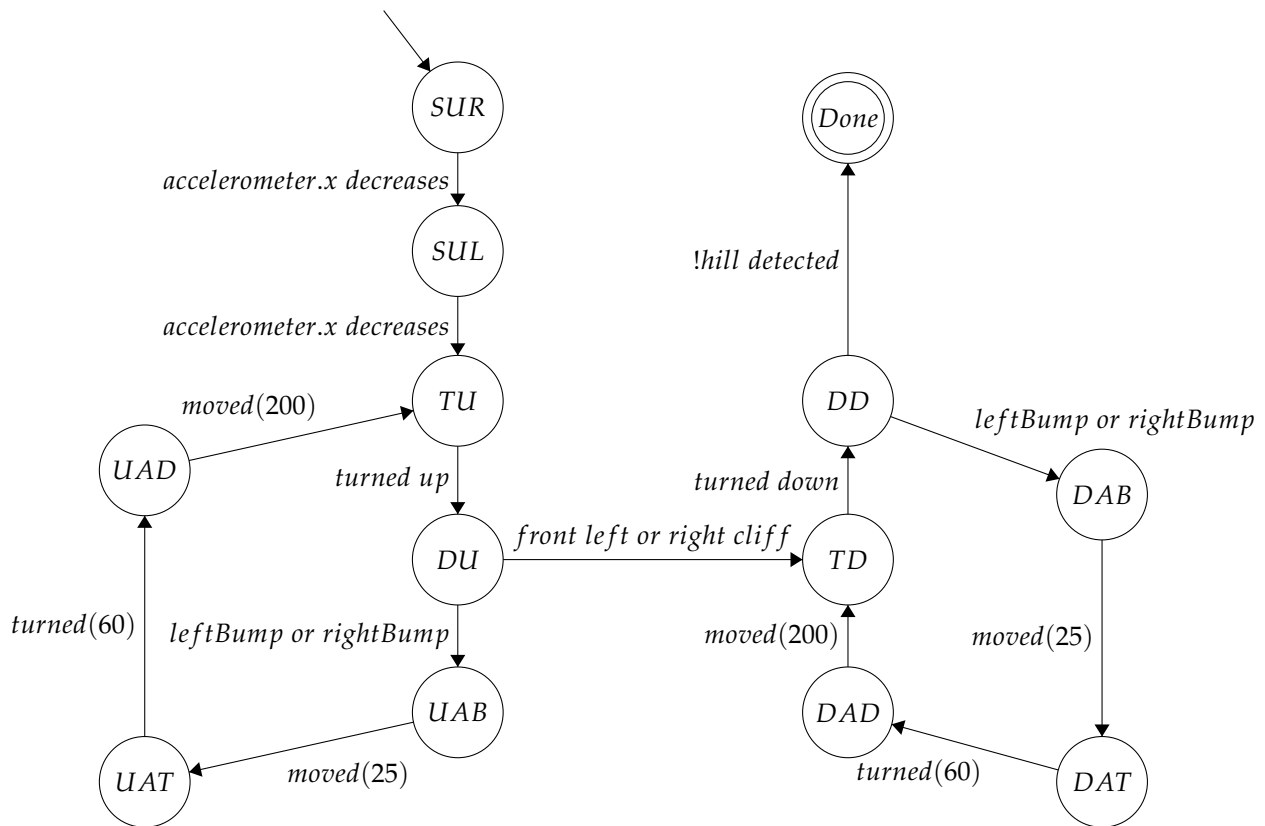 SUR
Done
accelerometer.x decreases
SUL
!hill detected
accelerometer.x decreases
TU
DD
moved(200)
leftBump or rightBump
UAD
turned up
turned down
DAB
front left or right cliff
DU
TD
turned(60)
leftBump or rightBump
moved(200)
moved(25)
UAB
DAD
UAT
moved(25)
turned(60)
DAT